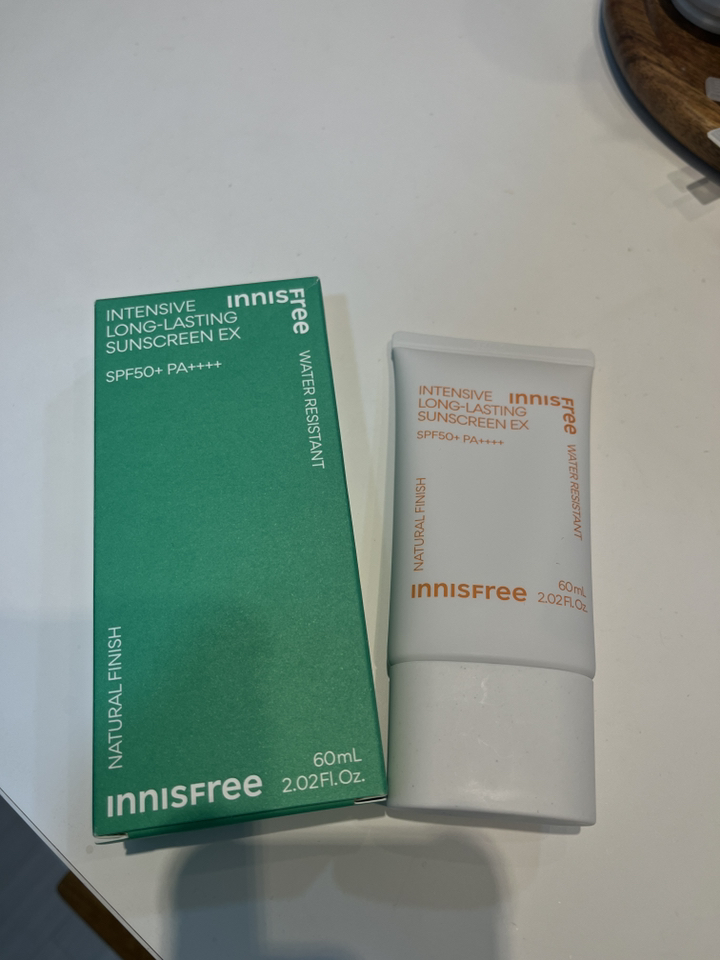 INTENSIVE
LONG-LASTING
SUNSCREEN EX
SPF50+ PA++++
innisfree
WATER RESISTANT
NATURAL FINISH
innisfree
60mL
2.02Fl.Oz.
INTENSIVE
LONG-LASTING
SUNSCREEN EX
SPF50+ PA++++
innisfree
WATER RESISTANT
NATURAL FINISH
innisfree
60mL
2.02Fl.Oz.